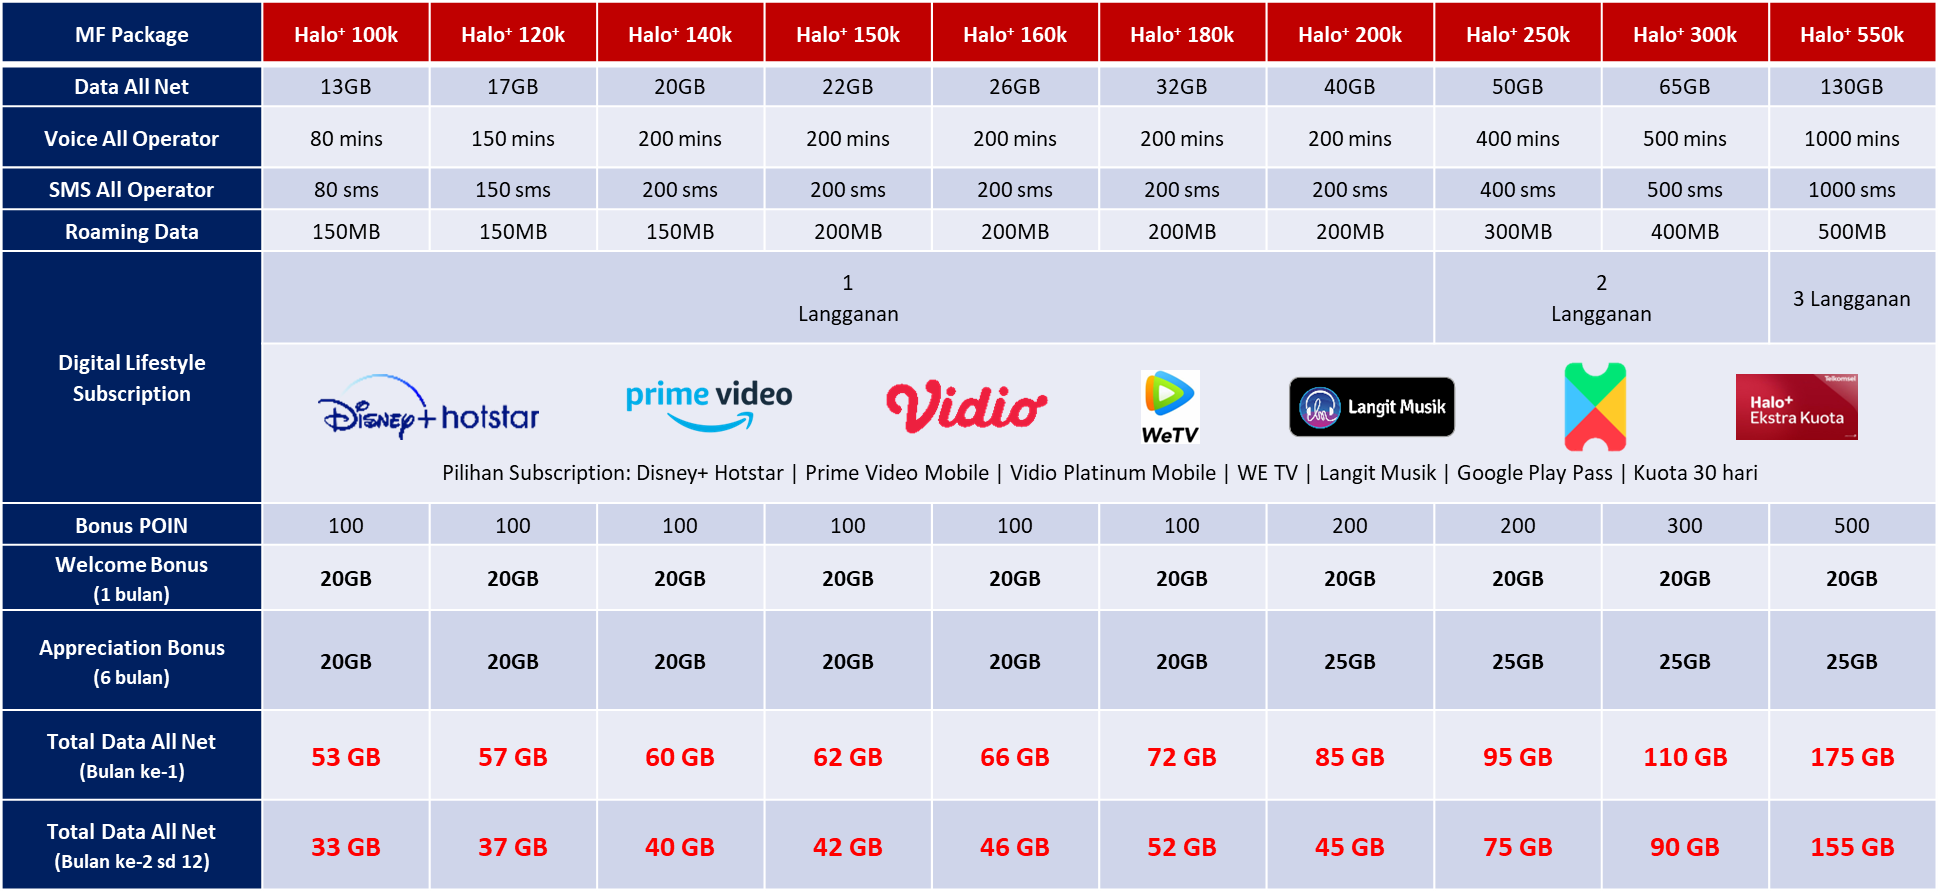 MF Package Halo+ 100k Halo+ 120k Halo+ 140k Halo+ 150k Halo+ 160k Halo+ 180k Halo+ 200k Halo+ 250k Halo+ 300k Halo+ 550k
Data All Net 13GB 17GB 20GB 22GB 26GB 32GB 40GB 50GB 65GB 130GB
Voice All Operator 80 mins 150 mins 200 mins 200 mins 200 mins 200 mins 200 mins 400 mins 500 mins 1000 mins
SMS All Operator 80 sms 150 sms 200 sms 200 sms 200 sms 200 sms 200 sms 400 sms 500 sms 1000 sms
Roaming Data 150MB 150MB 150MB 200MB 200MB 200MB 200MB 300MB 400MB 500MB
Digital Lifestyle
Subscription
1
Langganan
2
Langganan
3 Langganan
Disney+ hotstar
prime video
Vidio
WeTV
lm Langit Musik
Telkomsel
Halo+
Ekstra Kuota
Pilihan Subscription: Disney+ Hotstar | Prime Video Mobile | Vidio Platinum Mobile | WE TV | Langit Musik | Google Play Pass | Kuota 30 hari
Bonus POIN 100 100 100 100 100 100 200 200 300 500
Welcome Bonus
(1 bulan)
20GB 20GB 20GB 20GB 20GB 20GB 20GB 20GB 20GB 20GB
Appreciation Bonus
(6 bulan)
20GB 20GB 20GB 20GB 20GB 20GB 25GB 25GB 25GB 25GB
Total Data All Net
(Bulan ke-1)
53 GB 57 GB 60 GB 62 GB 66 GB 72 GB 85 GB 95 GB 110 GB 175 GB
Total Data All Net
(Bulan ke-2 sd 12)
33 GB 37 GB 40 GB 42 GB 46 GB 52 GB 45 GB 75 GB 90 GB 155 GB